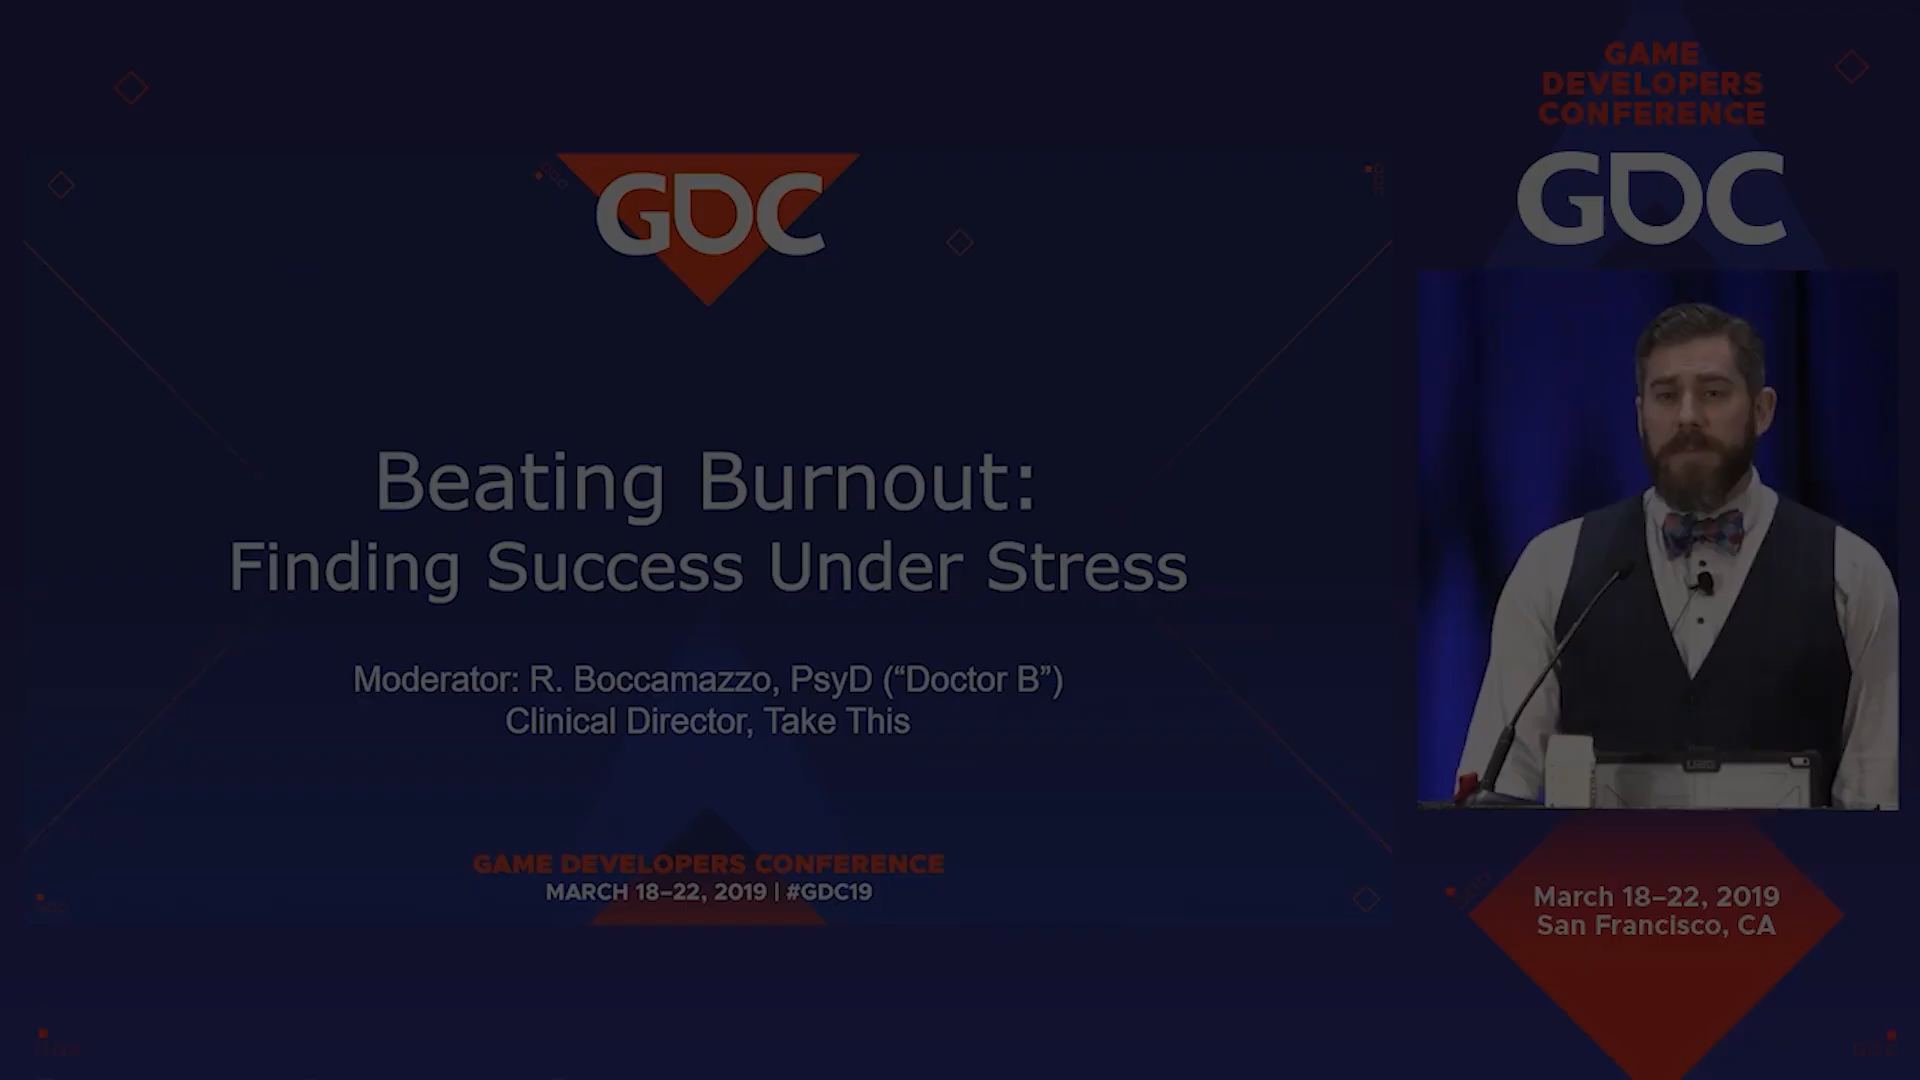 GDC
Beating Burnout:
Finding Success Under Stress
Moderator: R. Boccamazzo, PsyD (“Doctor B”)
Clinical Director, Take This
GAME DEVELOPERS CONFERENCE
MARCH 18–22, 2019 | #GDC19
GAME
DEVELOPERS
CONFERENCE
GDC
March 18–22, 2019
San Francisco, CA